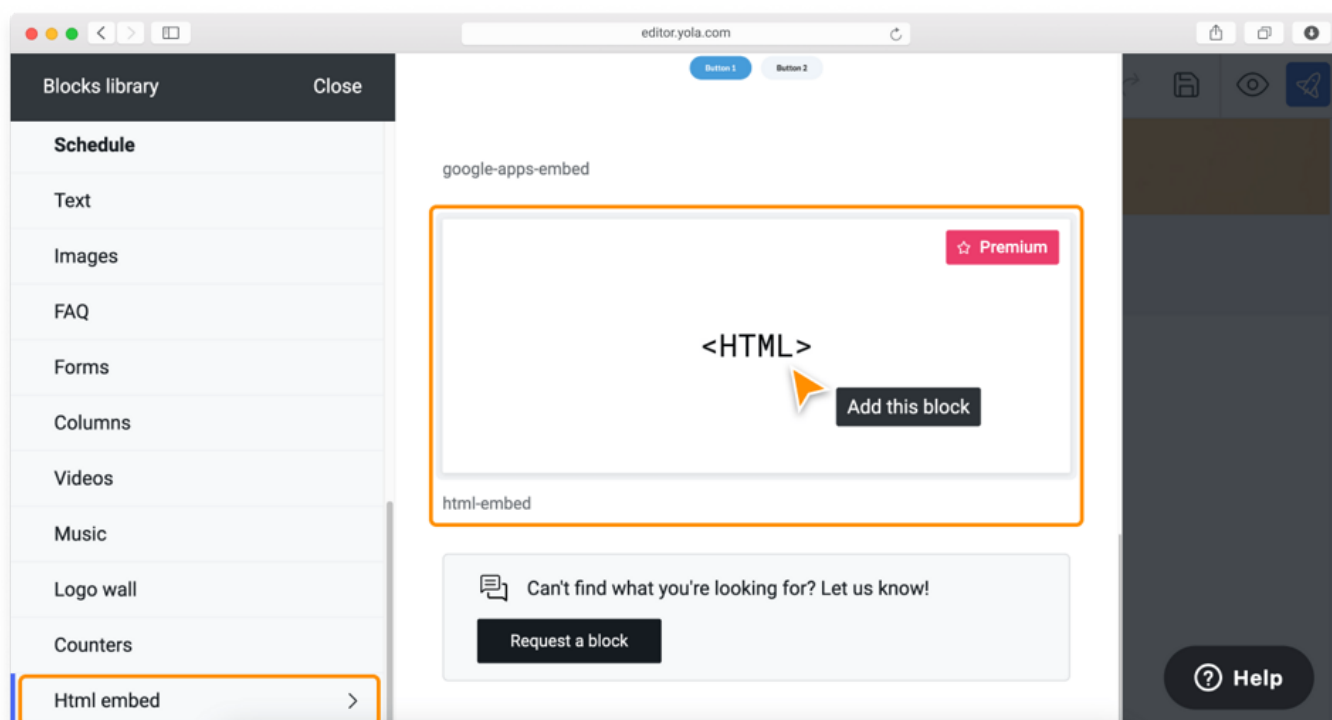 editor.yola.com
Blocks library
Close
Schedule
Text
Images
FAQ
Forms
Columns
Videos
Music
Logo wall
Counters
Html embed
Button 1
Button 2
google-apps-embed
Premium
<HTML>
Add this block
html-embed
Can't find what you're looking for? Let us know!
Request a block
Help